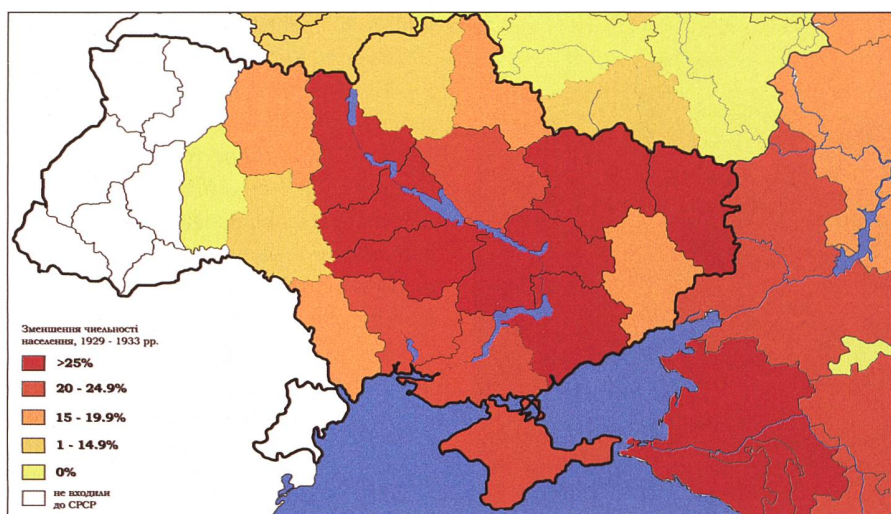 Зменшення чисельності
населення, 1929 - 1933 рр.
>25%
20 - 24.9%
15 - 19.9%
1 - 14.9%
0%
не входили
до СРСР